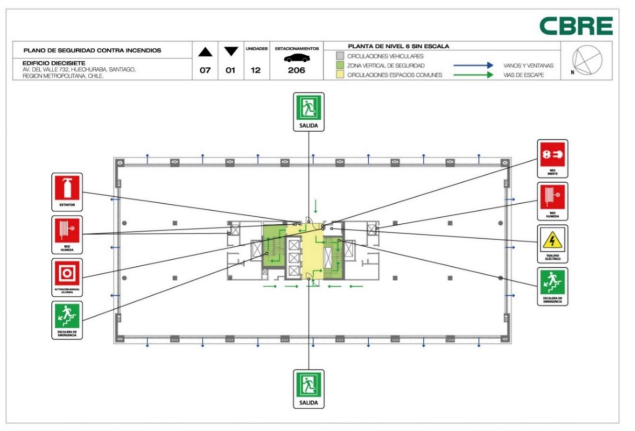 CBRE
PLANO DE SEGURIDAD CONTRA INCENDIOS
EDIFICIO DIECISIETE
AV. DEL VALLE 732, HUECHURABA, SANTIAGO,
REGION METROPOLITANA, CHILE.
07
01
UNIDADES
12
ESTACIONAMIENTOS
206
PLANTA DE NIVEL 6 SIN ESCALA
CIRCULACIONES VEHICULARES
ZONA VERTICAL DE SEGURIDAD
CIRCULACIONES ESPACIOS COMUNES
VANOS Y VENTANAS
VIAS DE ESCAPE
N
SALIDA
EXTINTOR
RED HUMEDA
ESCALERA DE
EMERGENCIA
RED
INERTE
RED
HUMEDA
TABLERO
ELECTRICO
ESCALERA DE
EMERGENCIA
SALIDA